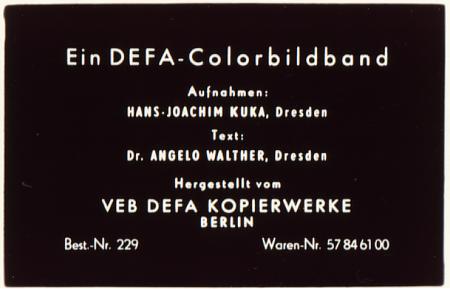 Ein DEFA-Colorbildband
Aufnahmen:
HANS-JOACHIM KUKA, Dresden
Text:
Dr. ANGELO WALTHER, Dresden
Hergestellt vom
VEB DEFA KOPIERWERKE
BERLIN
Best.-Nr. 229 Waren-Nr. 57 84 61 00